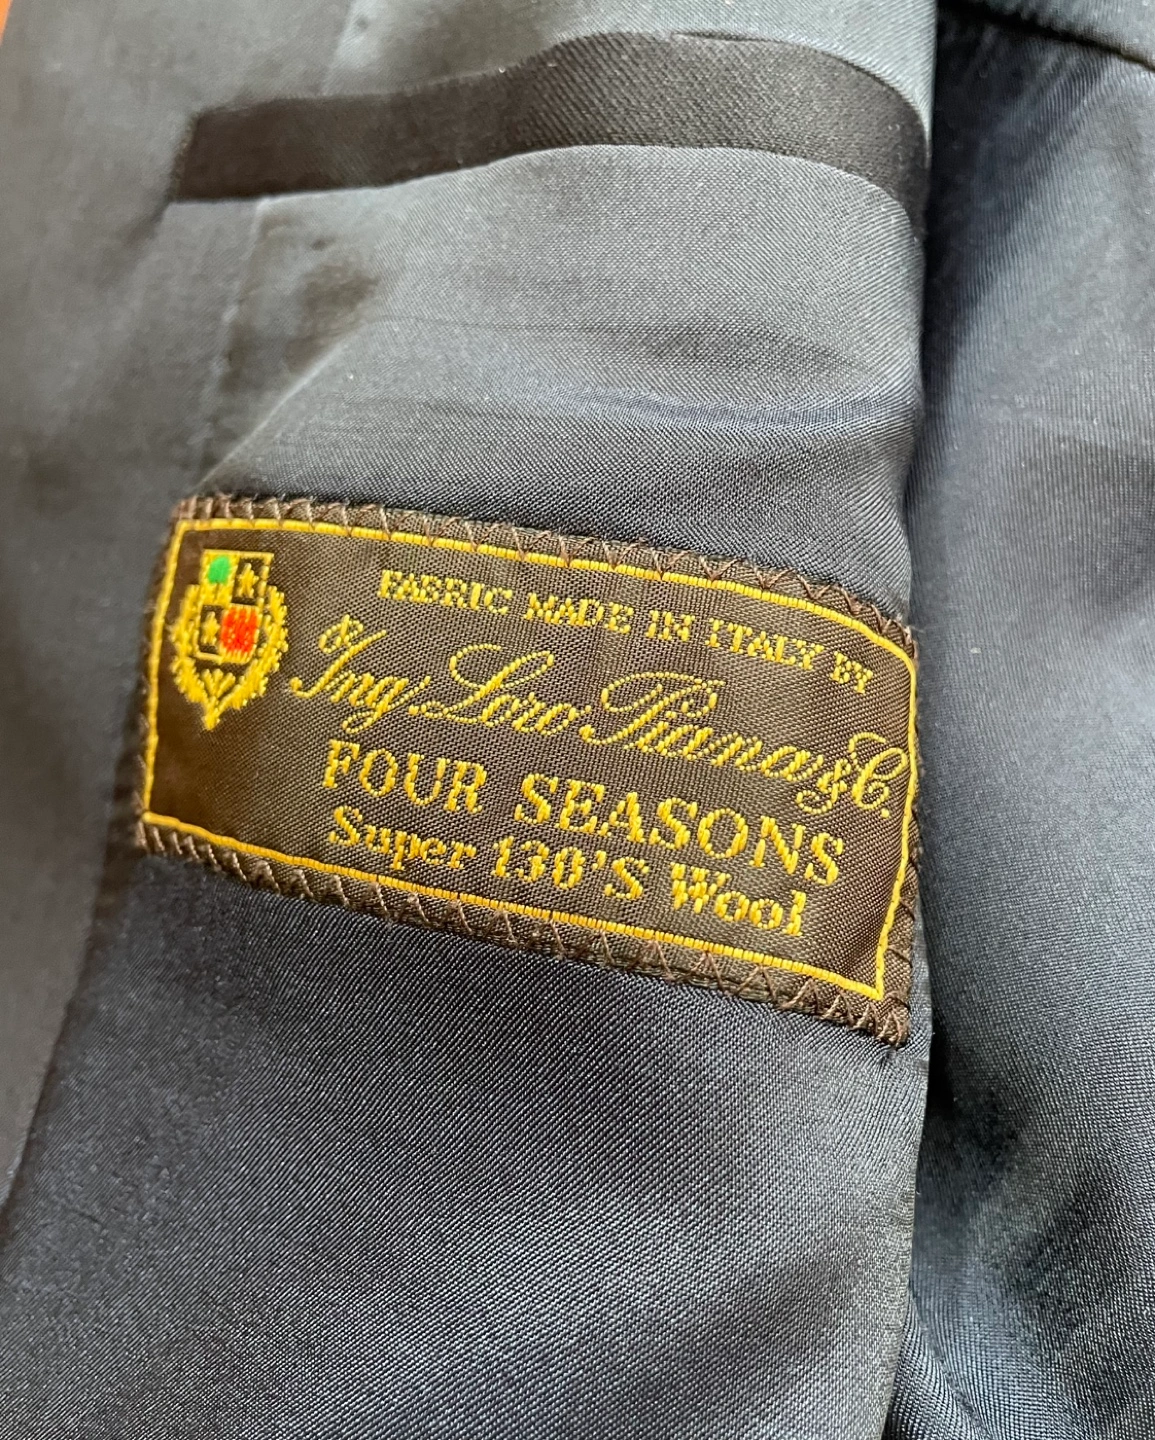 FABRIC MADE IN ITALY BY
Ing. Loro Piana & C.
FOUR SEASONS
Super 130'S Wool